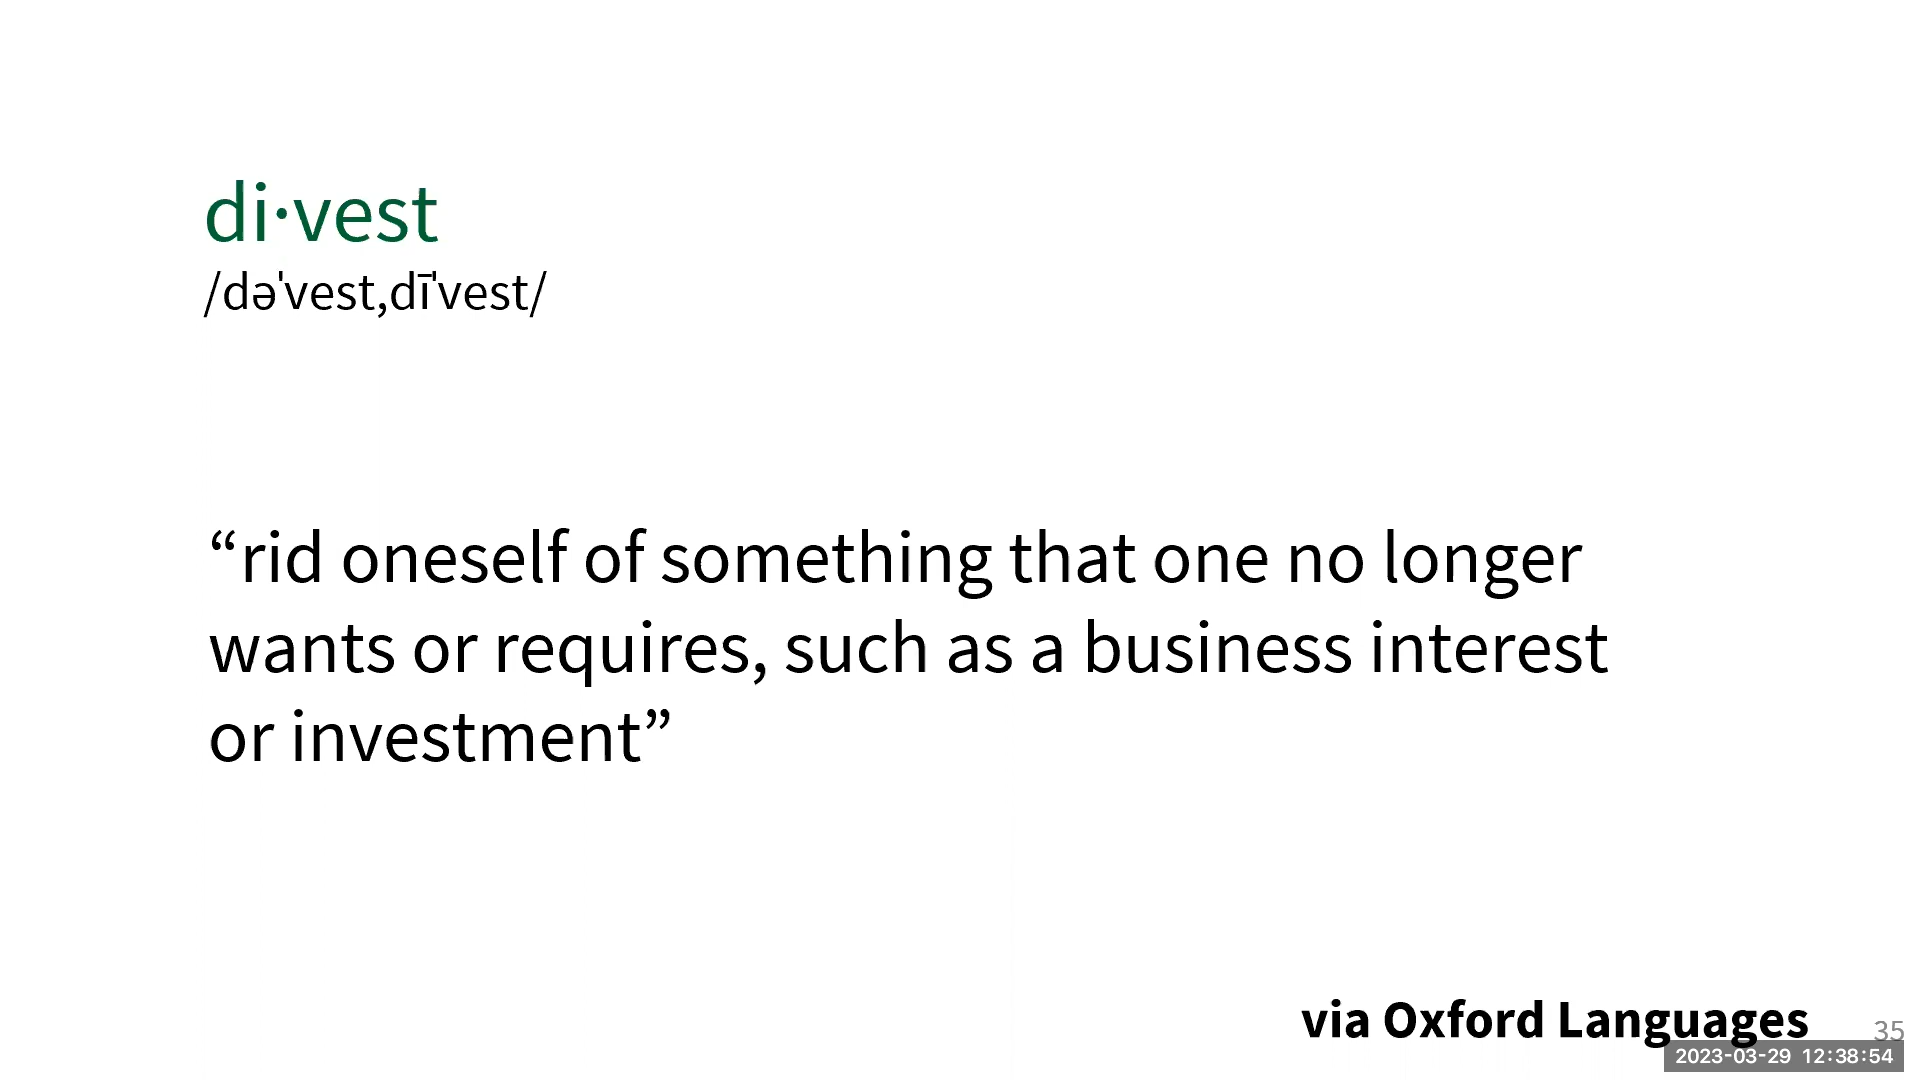 di·vest
/dəˈvest,dīˈvest/
“rid oneself of something that one no longer
wants or requires, such as a business interest
or investment”
via Oxford Languages
35
2023-03-29 12:38:54